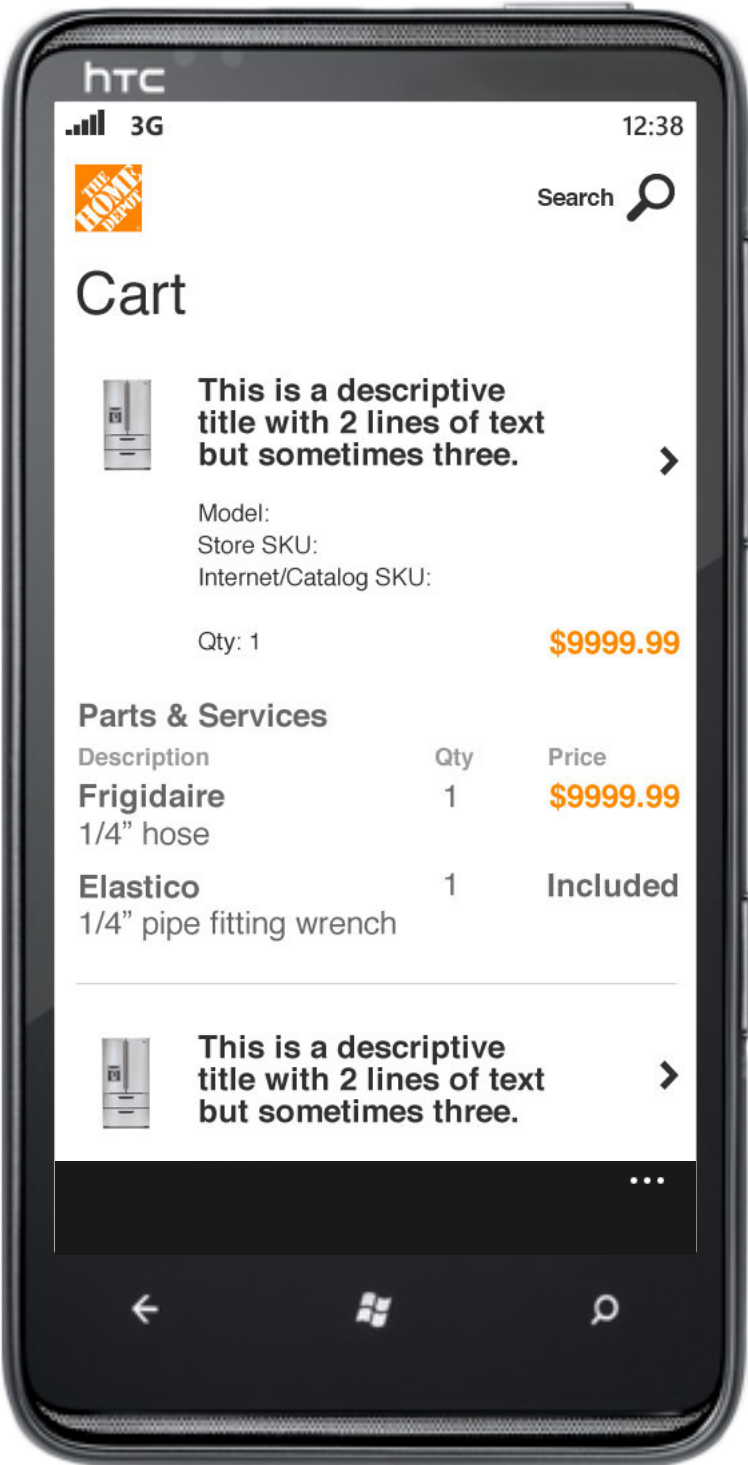 hTC
3G 12:38
THE
HOME
DEPOT
Search
Cart
This is a descriptive
title with 2 lines of text
but sometimes three.
Model:
Store SKU:
Internet/Catalog SKU:
Qty: 1 $9999.99
Parts & Services
Description Qty Price
Frigidaire 1 $9999.99
1/4” hose
Elastico 1 Included
1/4” pipe fitting wrench
This is a descriptive
title with 2 lines of text
but sometimes three.